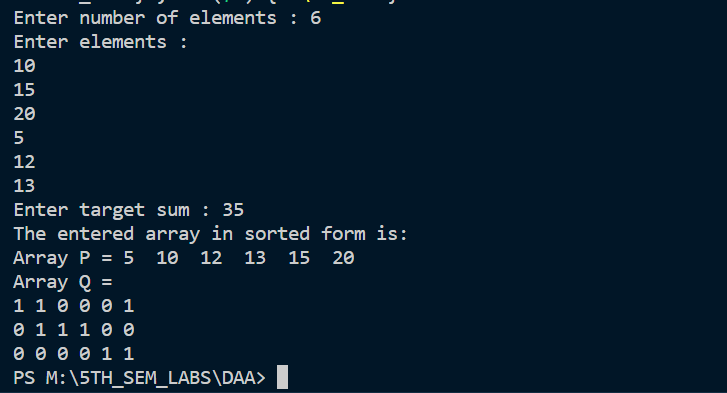 Enter number of elements : 6
Enter elements :
10
15
20
5
12
13
Enter target sum : 35
The entered array in sorted form is:
Array P = 5  10  12  13  15  20
Array Q =
1 1 0 0 0 1
0 1 1 1 0 0
0 0 0 0 1 1
PS M:\5TH_SEM_LABS\DAA>